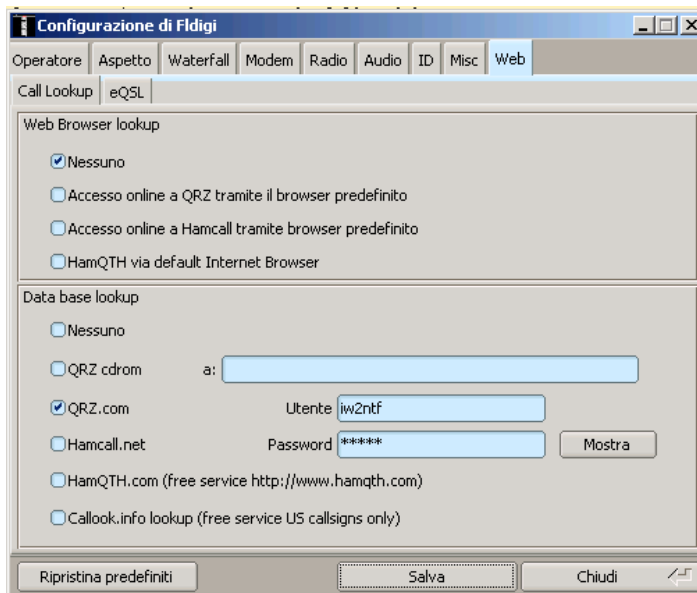 Configurazione di Fldigi
Operatore Aspetto Waterfall Modem Radio Audio ID Misc Web
Call Lookup eQSL
Web Browser lookup
Nessuno
Accesso online a QRZ tramite il browser predefinito
Accesso online a Hamcall tramite browser predefinito
HamQTH via default Internet Browser
Data base lookup
Nessuno
QRZ cdrom a:
QRZ.com Utente iw2ntf
Hamcall.net Password ***** Mostra
HamQTH.com (free service http://www.hamqth.com)
Callook.info lookup (free service US callsigns only)
Ripristina predefiniti Salva Chiudi